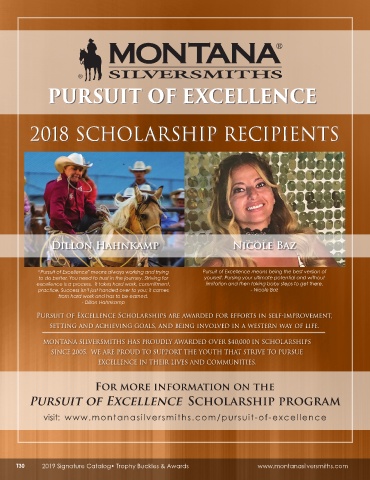 MONTANA®
® SILVERSMITHS
PURSUIT OF EXCELLENCE
2018 SCHOLARSHIP RECIPIENTS
DILLON HAHNKAMP
NICOLE BAZ
"Pursuit of Excellence" means always working and trying
to do better. You need to trust in the journey. Striving for
excellence is a process. It takes hard work, commitment,
practice. Success isn't just handed over to you; it comes
from hard work and has to be earned.
- Dillon Hahnkamp
Pursuit of Excellence means being the best version of
yourself. Pursuing your ultimate potential and without
limitation and then taking bold steps to get there.
- Nicole Baz
PURSUIT OF EXCELLENCE SCHOLARSHIPS ARE AWARDED FOR EFFORTS IN SELF-IMPROVEMENT,
SETTING AND ACHIEVING GOALS, AND BEING INVOLVED IN A WESTERN WAY OF LIFE.
MONTANA SILVERSMITHS HAS PROUDLY AWARDED OVER $40,000 IN SCHOLARSHIPS
SINCE 2005. WE ARE PROUD TO SUPPORT THE YOUTH THAT STRIVE TO PURSUE
EXCELLENCE IN THEIR LIVES AND COMMUNITIES.
FOR MORE INFORMATION ON THE
PURSUIT OF EXCELLENCE SCHOLARSHIP PROGRAM
visit: www.montanasilversmiths.com/pursuit-of-excellence
130 2019 Signature Catalog• Trophy Buckles & Awards www.montanasilversmiths.com